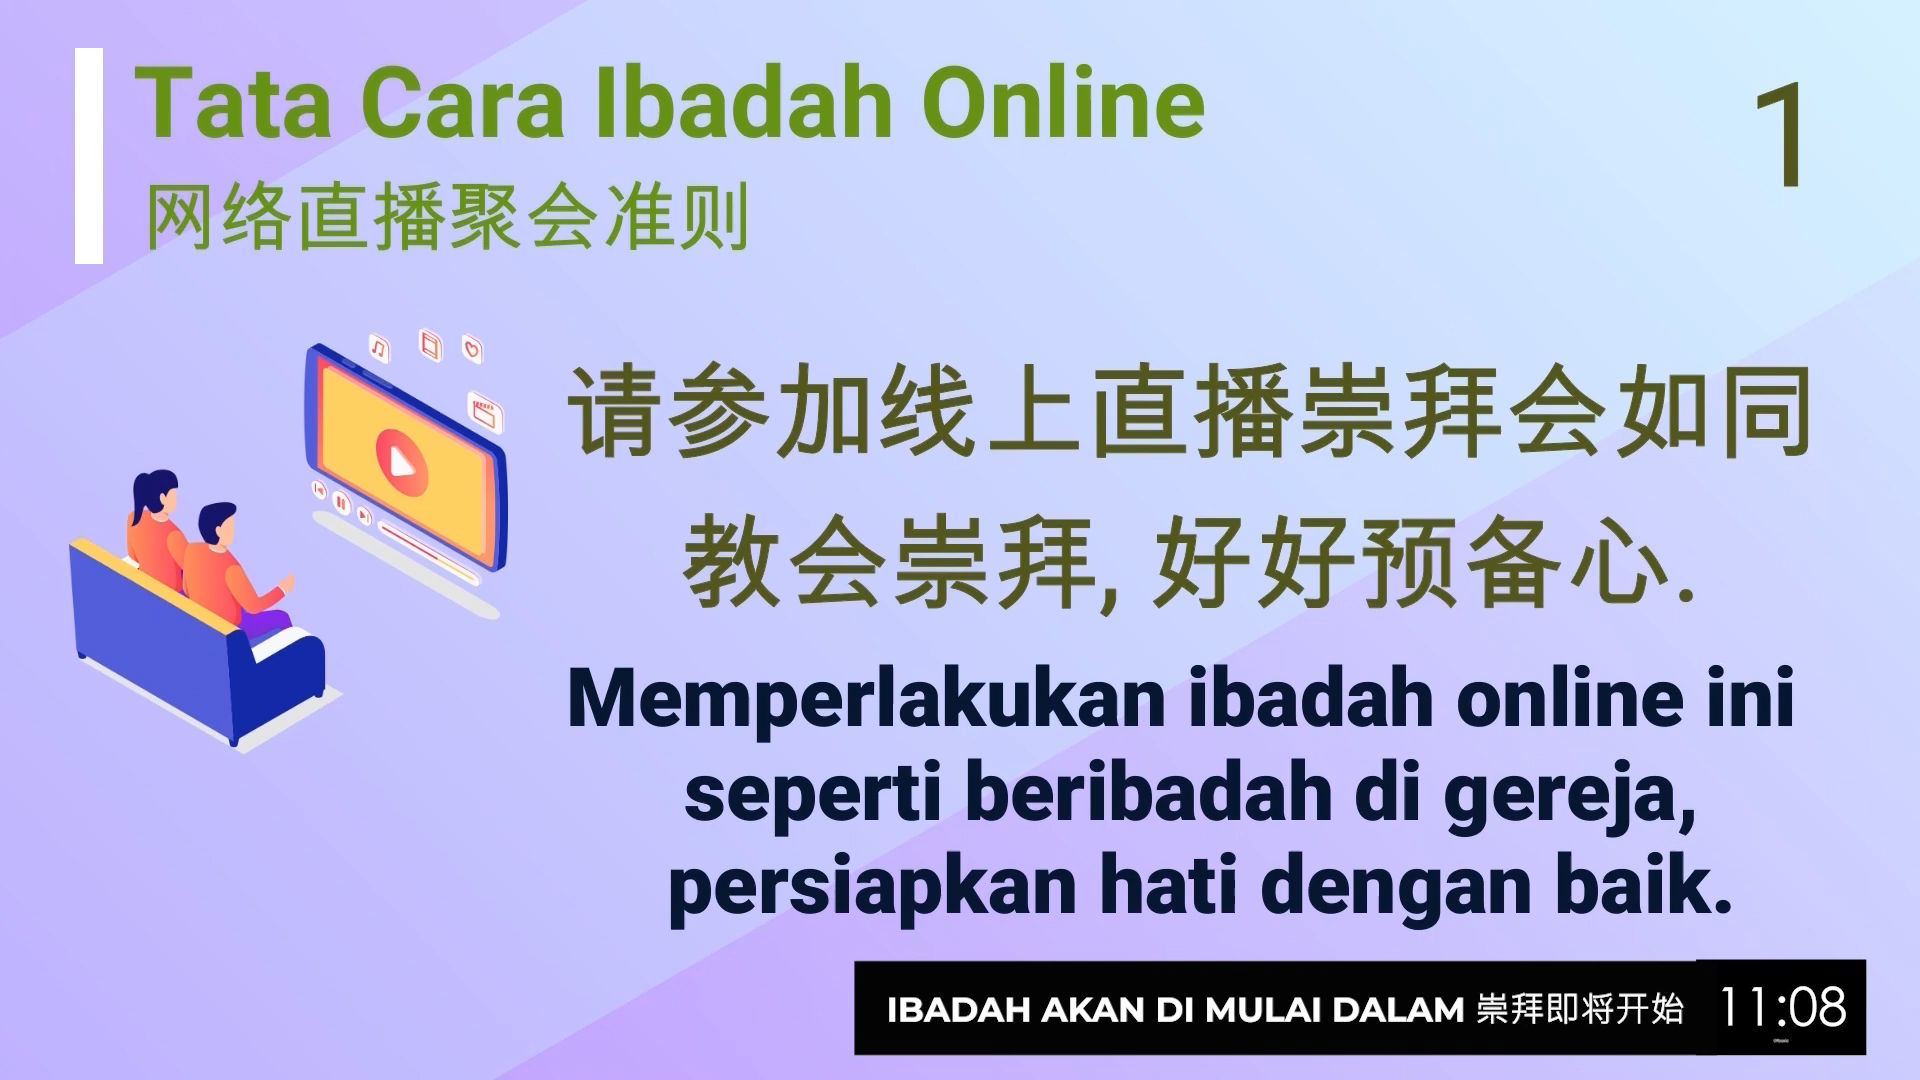 Tata Cara Ibadah Online
1
网络直播聚会准则
请参加线上直播崇拜会如同
教会崇拜, 好好预备心.
Memperlakukan ibadah online ini
seperti beribadah di gereja,
persiapkan hati dengan baik.
IBADAH AKAN DI MULAI DALAM 崇拜即将开始 11:08